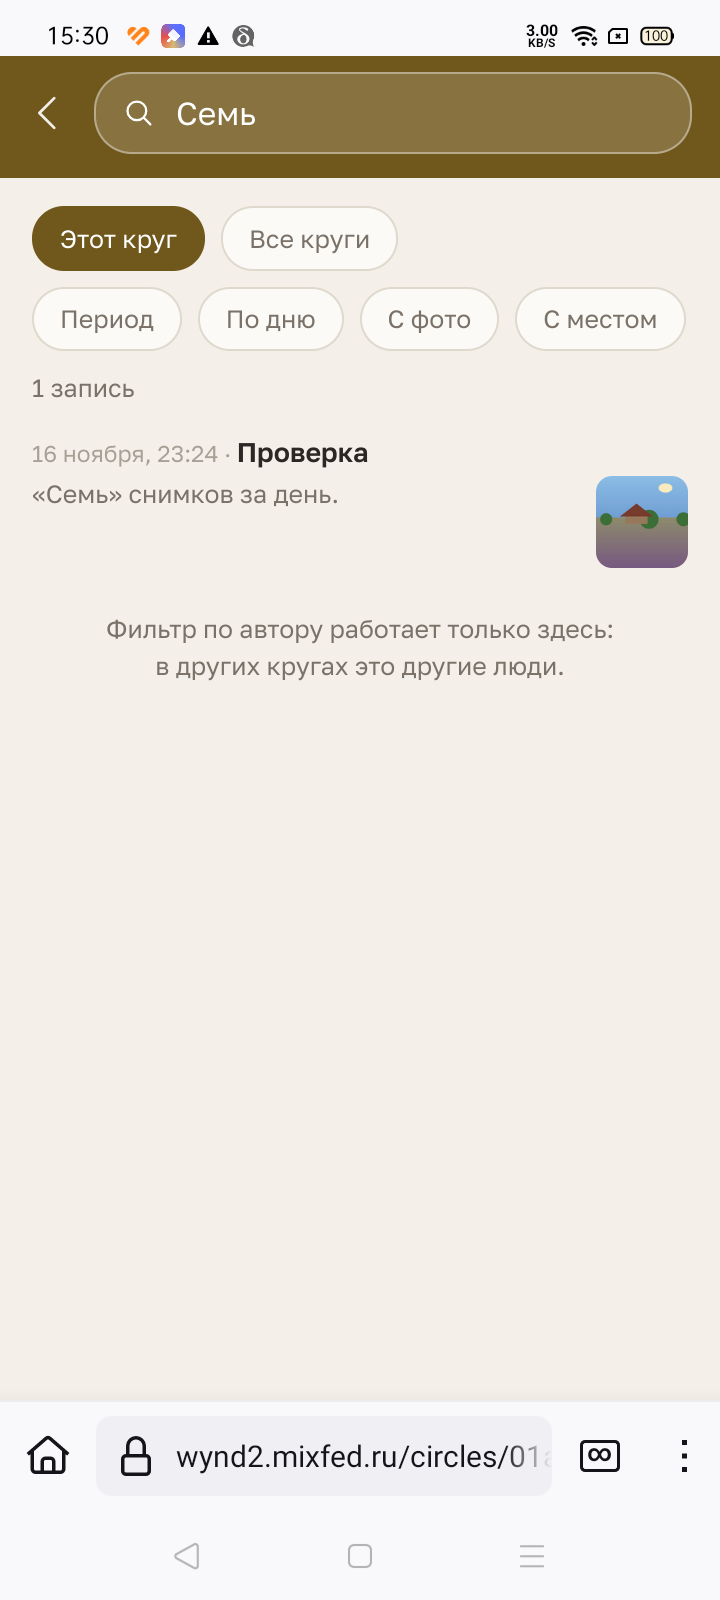 15:30
3.00
KB/S
100
Семь
Этот круг
Все круги
Период
По дню
С фото
С местом
1 запись
16 ноября, 23:24 · Проверка
«Семь» снимков за день.
Фильтр по автору работает только здесь:
в других кругах это другие люди.
wynd2.mixfed.ru/circles/01